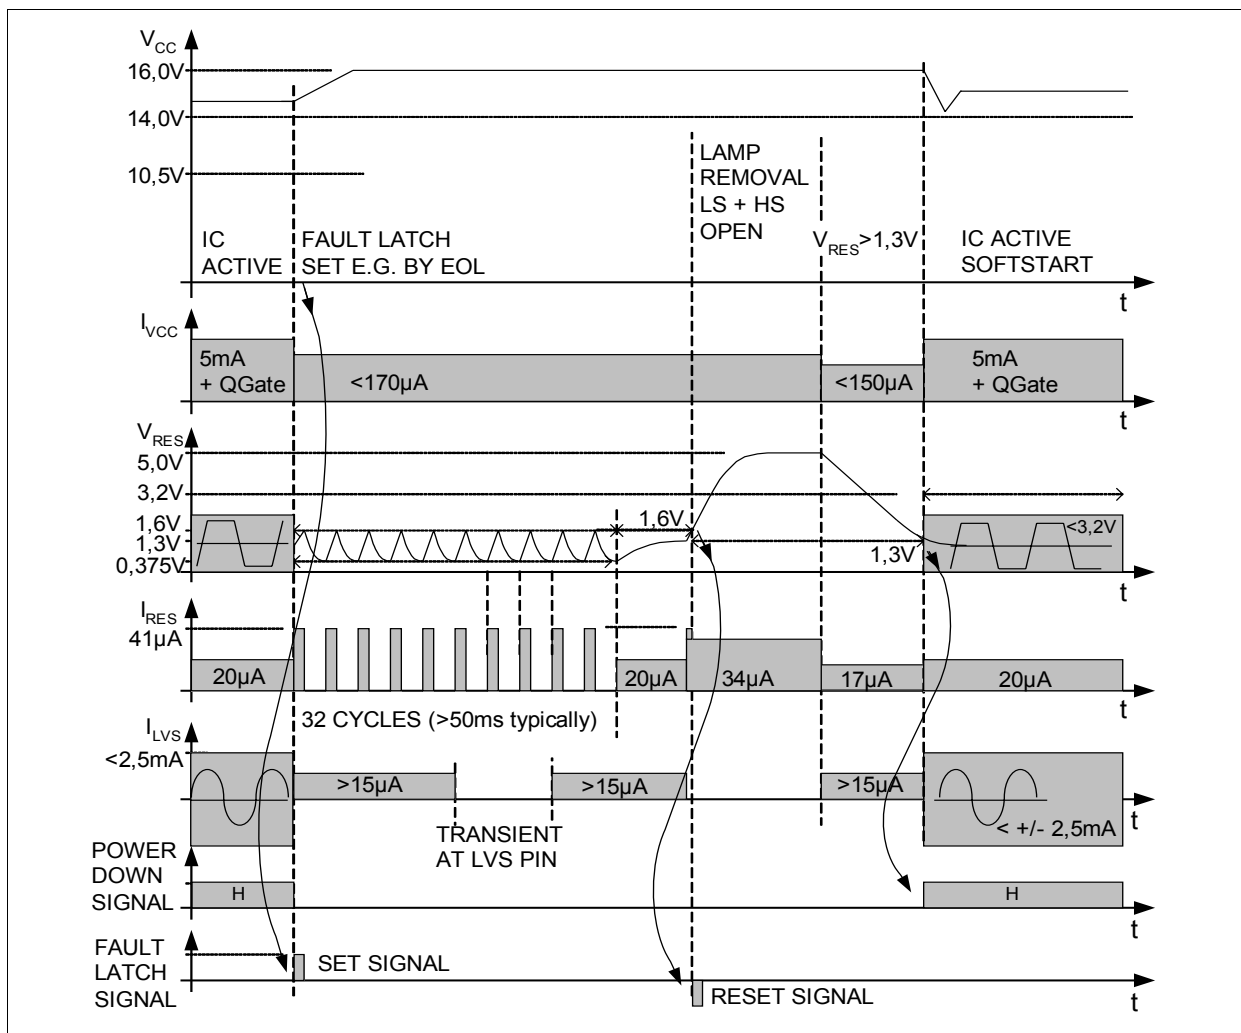 VCC
16,0V
14,0V
10,5V
LAMP
REMOVAL
LS + HS
OPEN
IC
ACTIVE
FAULT LATCH
SET E.G. BY EOL
VRES>1,3V
IC ACTIVE
SOFTSTART
t
IVCC
5mA
+ QGate
<170µA
<150µA
5mA
+ QGate
t
VRES
5,0V
3,2V
1,6V
1,3V
0,375V
1,6V
1,3V
<3,2V
t
IRES
41µA
20µA
20µA
34µA
17µA
20µA
t
32 CYCLES (>50ms typically)
ILVS
<2,5mA
>15µA
>15µA
>15µA
< +/- 2,5mA
t
TRANSIENT
AT LVS PIN
POWER
DOWN
SIGNAL
H
H
t
FAULT
LATCH
SIGNAL
SET SIGNAL
RESET SIGNAL
t